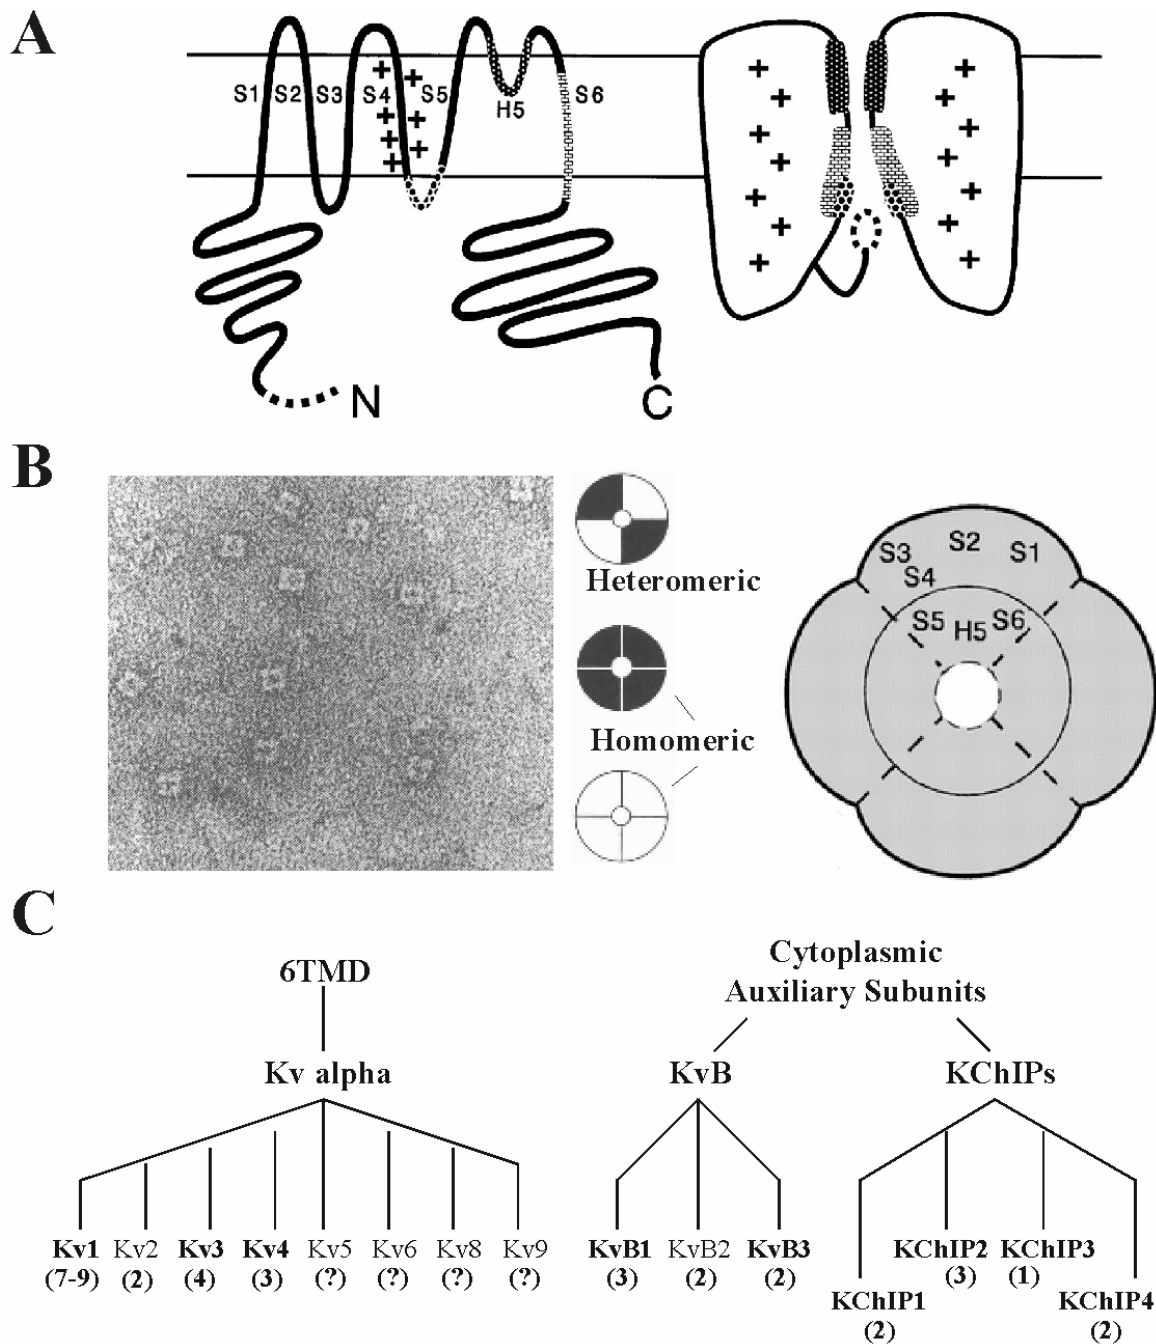 A
S1 S2 S3 S4 S5 H5 S6
+ + + + + + + +
+ + + + + + +
+ + + + + + +
N
C
B
Heteromeric
Homomeric
S3 S2 S1
S4
S5 H5 S6
C
6TMD
Kv alpha
Cytoplasmic
Auxiliary Subunits
KvB
KChIPs
Kv1 Kv2 Kv3 Kv4 Kv5 Kv6 Kv8 Kv9
(7-9) (2) (4) (3) (?) (?) (?) (?)
KvB1 KvB2 KvB3
(3) (2) (2)
KChIP2 KChIP3
(3) (1)
KChIP1 KChIP4
(2) (2)